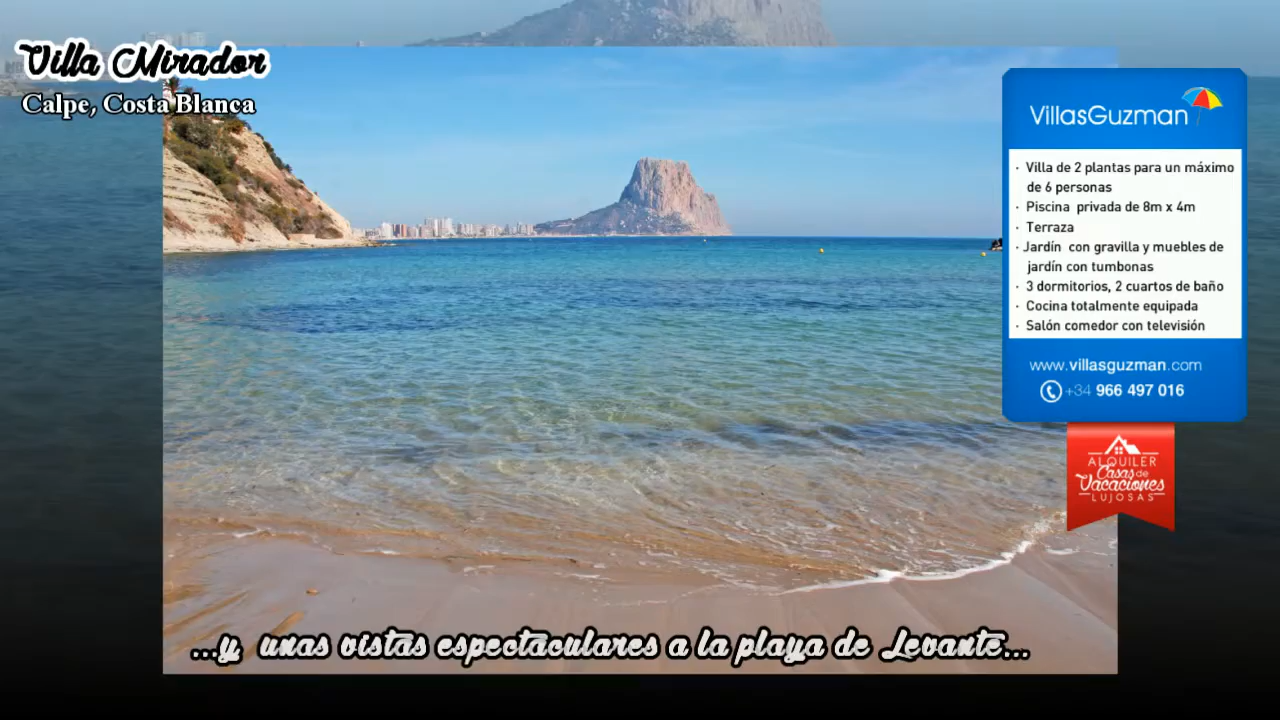 Villa Mirador
Calpe, Costa Blanca
VillasGuzman
· Villa de 2 plantas para un máximo
de 6 personas
· Piscina privada de 8m x 4m
· Terraza
· Jardín con gravilla y muebles de
jardín con tumbonas
· 3 dormitorios, 2 cuartos de baño
· Cocina totalmente equipada
· Salón comedor con televisión
www.villasguzman.com
+34 966 497 016
ALQUILER
Casas de
Vacaciones
LUJOSAS
...y unas vistas espectaculares a la playa de Levante...